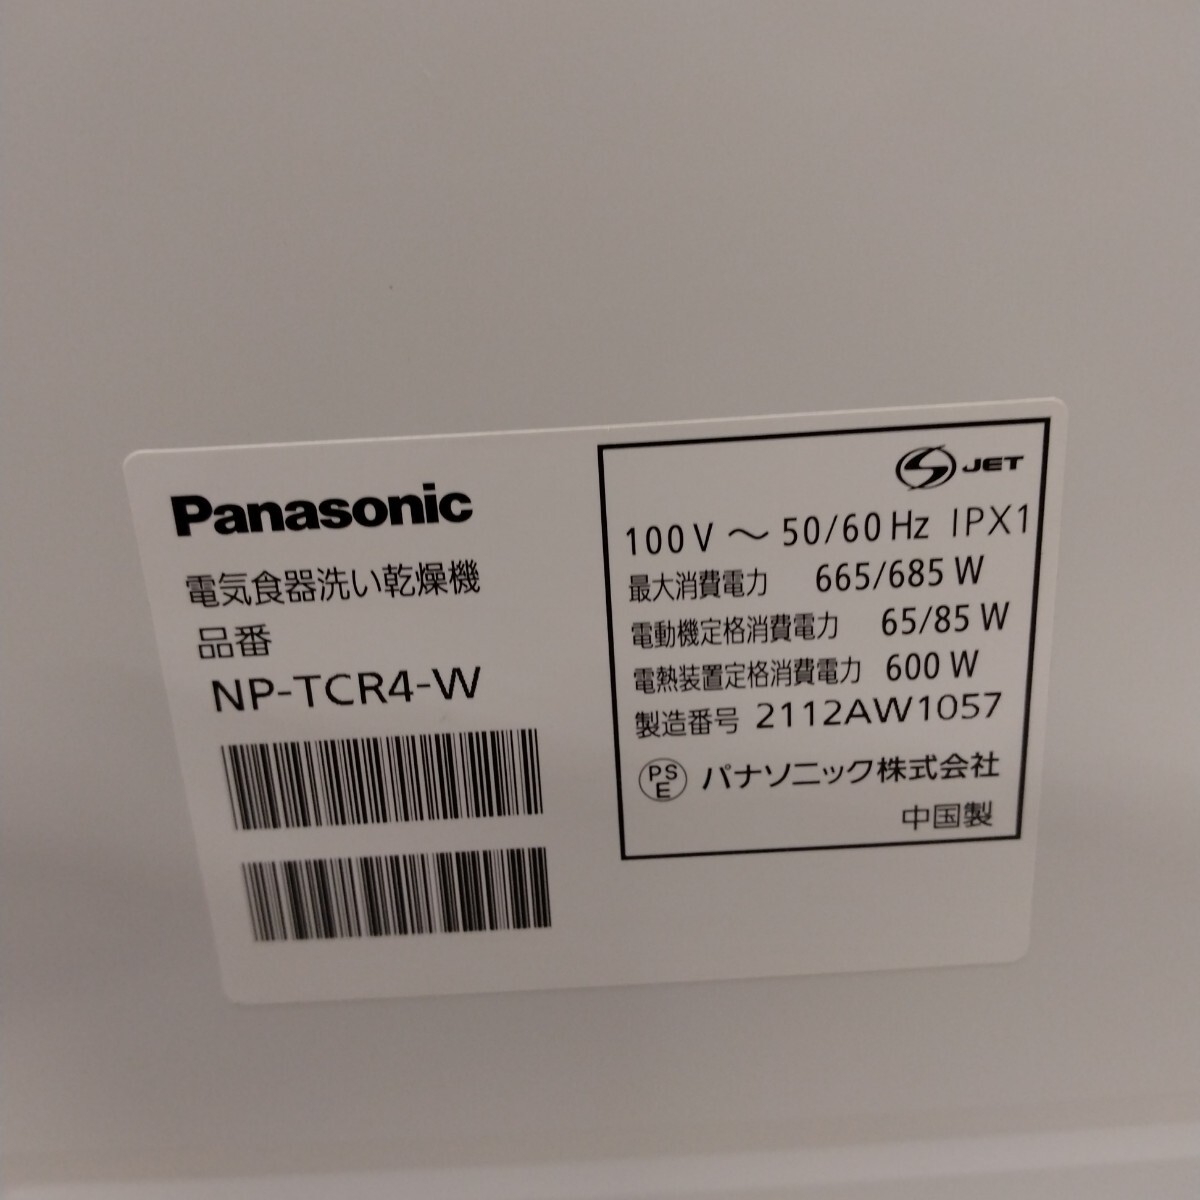 Panasonic
電気食器洗い乾燥機
品番
NP-TCR4-W
JET
100V ～ 50/60Hz IPX1
最大消費電力 665/685W
電動機定格消費電力 65/85W
電熱装置定格消費電力 600W
製造番号 2112AW1057
PSE パナソニック株式会社
中国製